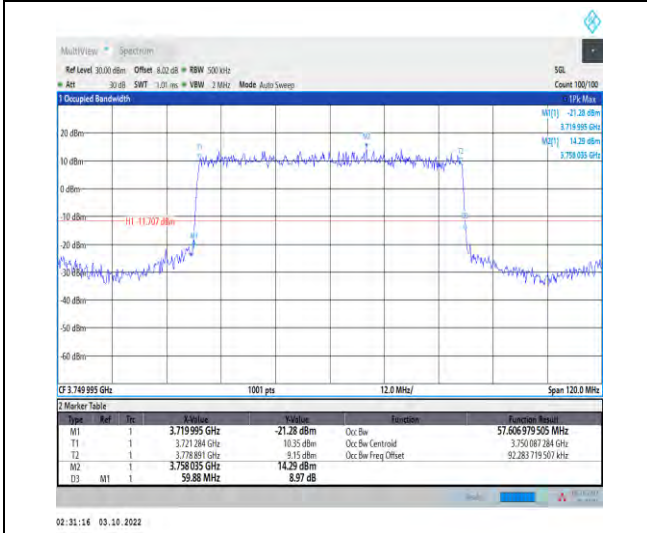 MultiView Spectrum
Ref Level 30.00 dBm Offset 8.02 dB RBW 500 kHz SGL
Att 30 dB SWT 1.01 ms VBW 2 MHz Mode Auto Sweep Count 100/100
1 Occupied Bandwidth 1Pk Max
M1[1] -21.28 dBm
3.719 995 GHz
M2[1] 14.29 dBm
3.758 035 GHz
20 dBm
T1 M2 T2
10 dBm
0 dBm
-10 dBm
H1 -11.707 dBm
D3
M1
-20 dBm
-30 dBm
-40 dBm
-50 dBm
-60 dBm
CF 3.749 995 GHz 1001 pts 12.0 MHz/ Span 120.0 MHz
2 Marker Table
Type Ref Trc X-Value Y-Value Function Function Result
M1 1 3.719 995 GHz -21.28 dBm Occ Bw 57.606 979 505 MHz
T1 1 3.721 284 GHz 10.35 dBm Occ Bw Centroid 3.750 087 284 GHz
T2 1 3.778 891 GHz 9.15 dBm Occ Bw Freq Offset 92.283 719 507 kHz
M2 1 3.758 035 GHz 14.29 dBm
D3 M1 1 59.88 MHz 8.97 dB
02:31:16 03.10.2022